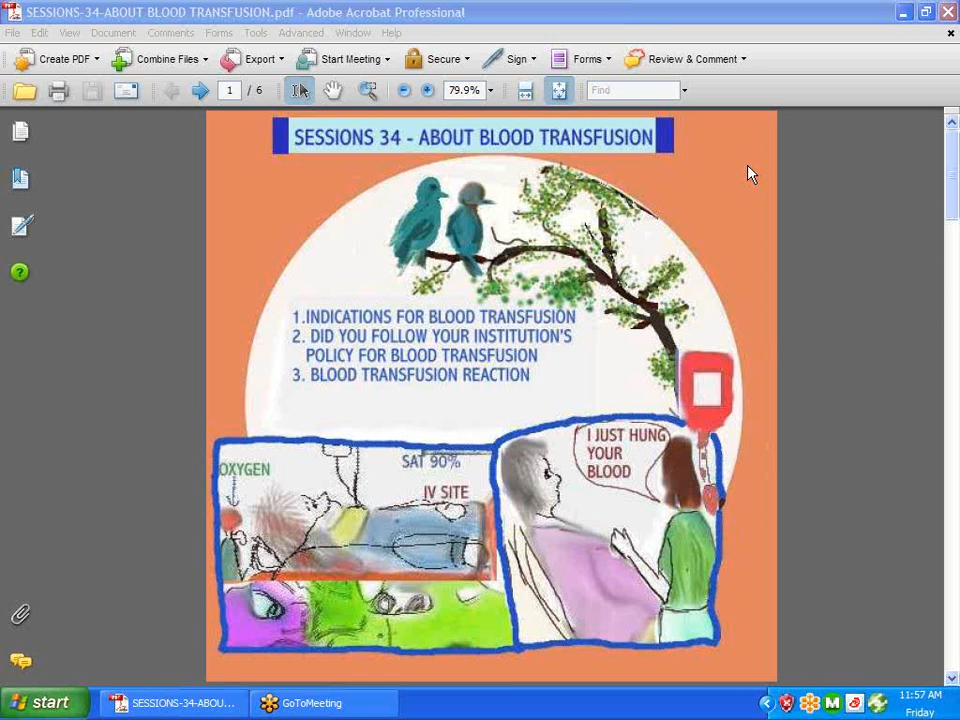 SESSIONS-34-ABOUT BLOOD TRANSFUSION.pdf - Adobe Acrobat Professional
File Edit View Document Comments Forms Tools Advanced Window Help
Create PDF Combine Files Export Start Meeting Secure Sign Forms Review & Comment
1 / 6 79.9% Find
SESSIONS 34 - ABOUT BLOOD TRANSFUSION
1.INDICATIONS FOR BLOOD TRANSFUSION
2. DID YOU FOLLOW YOUR INSTITUTION'S
POLICY FOR BLOOD TRANSFUSION
3. BLOOD TRANSFUSION REACTION
OXYGEN
SAT 90%
IV SITE
I JUST HUNG
YOUR
BLOOD
start SESSIONS-34-ABOU... GoToMeeting 11:57 AM
Friday